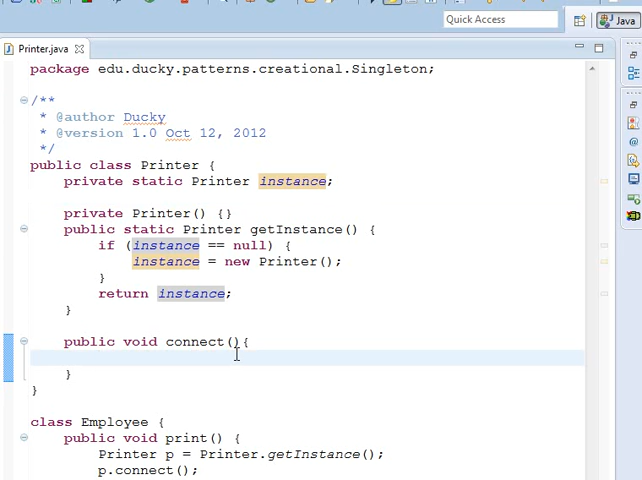 Quick Access
Java
Printer.java
package edu.ducky.patterns.creational.Singleton;
/**
* @author Ducky
* @version 1.0 Oct 12, 2012
*/
public class Printer {
private static Printer instance;
private Printer() {}
public static Printer getInstance() {
if (instance == null) {
instance = new Printer();
}
return instance;
}
public void connect(){
}
}
class Employee {
public void print() {
Printer p = Printer.getInstance();
p.connect();